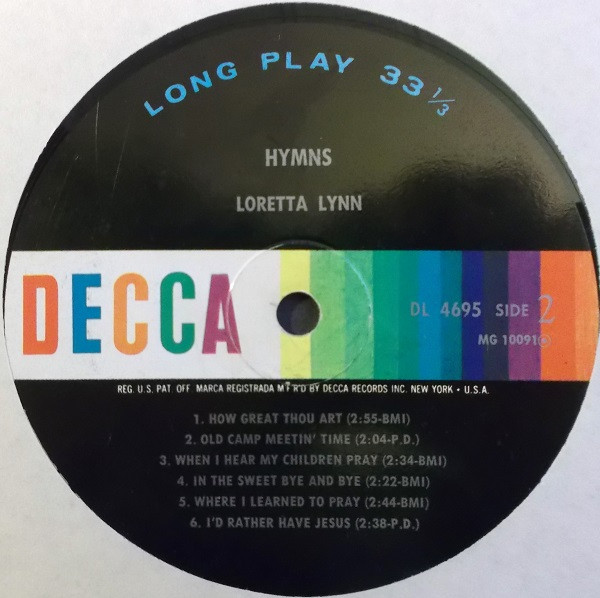 LONG PLAY 33 1/3
HYMNS
LORETTA LYNN
DECCA
DL 4695 SIDE 2
MG 10091
REG. U.S. PAT. OFF. MARCA REGISTRADA M'F'R'D BY DECCA RECORDS INC. NEW YORK • U.S.A.
1. HOW GREAT THOU ART (2:55-BMI)
2. OLD CAMP MEETIN' TIME (2:04-P.D.)
3. WHEN I HEAR MY CHILDREN PRAY (2:34-BMI)
4. IN THE SWEET BYE AND BYE (2:22-BMI)
5. WHERE I LEARNED TO PRAY (2:44-BMI)
6. I'D RATHER HAVE JESUS (2:38-P.D.)